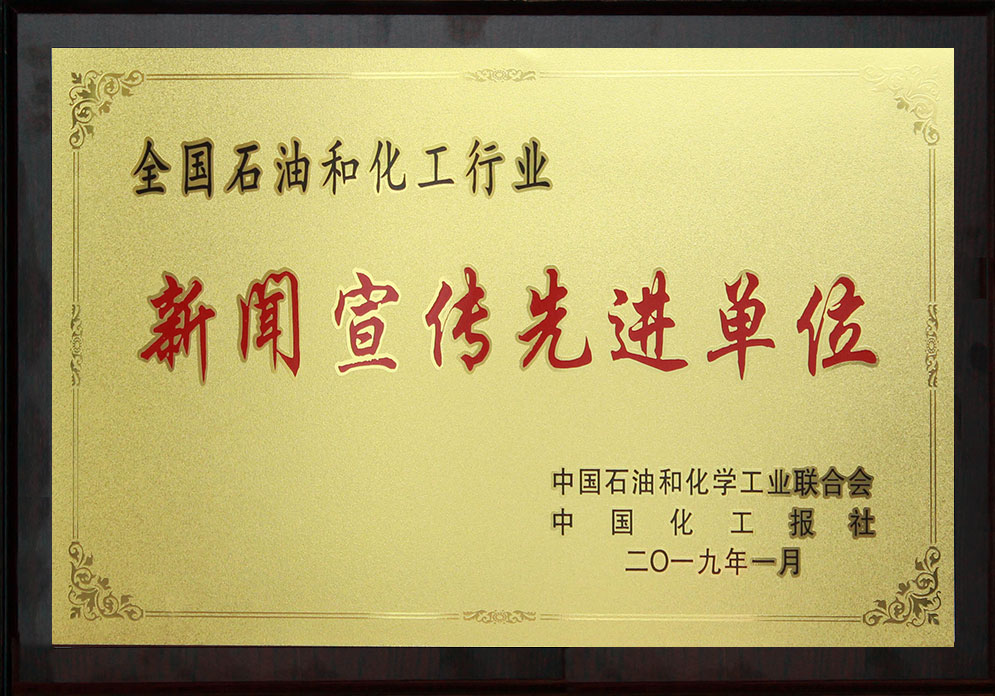 全国石油和化工行业
新闻宣传先进单位
中国石油和化学工业联合会
中国化工报社
二〇一九年一月